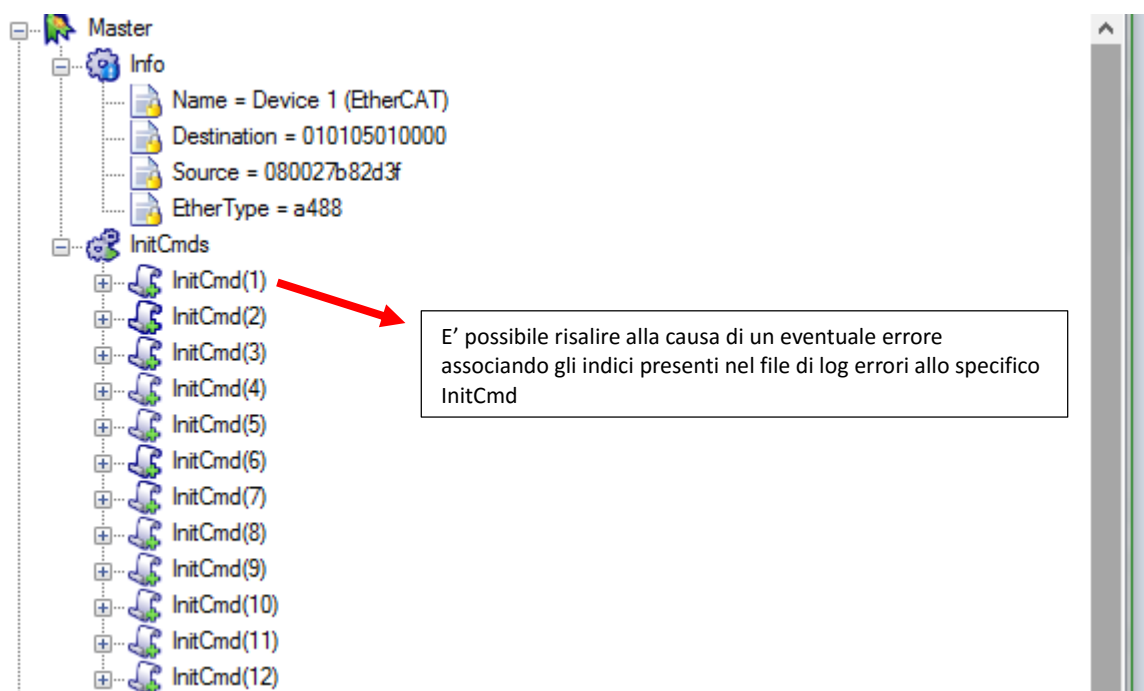 Master
Info
Name = Device 1 (EtherCAT)
Destination = 010105010000
Source = 080027b82d3f
EtherType = a488
InitCmds
InitCmd(1)
InitCmd(2)
InitCmd(3)
InitCmd(4)
InitCmd(5)
InitCmd(6)
InitCmd(7)
InitCmd(8)
InitCmd(9)
InitCmd(10)
InitCmd(11)
InitCmd(12)
E’ possibile risalire alla causa di un eventuale errore
associando gli indici presenti nel file di log errori allo specifico
InitCmd